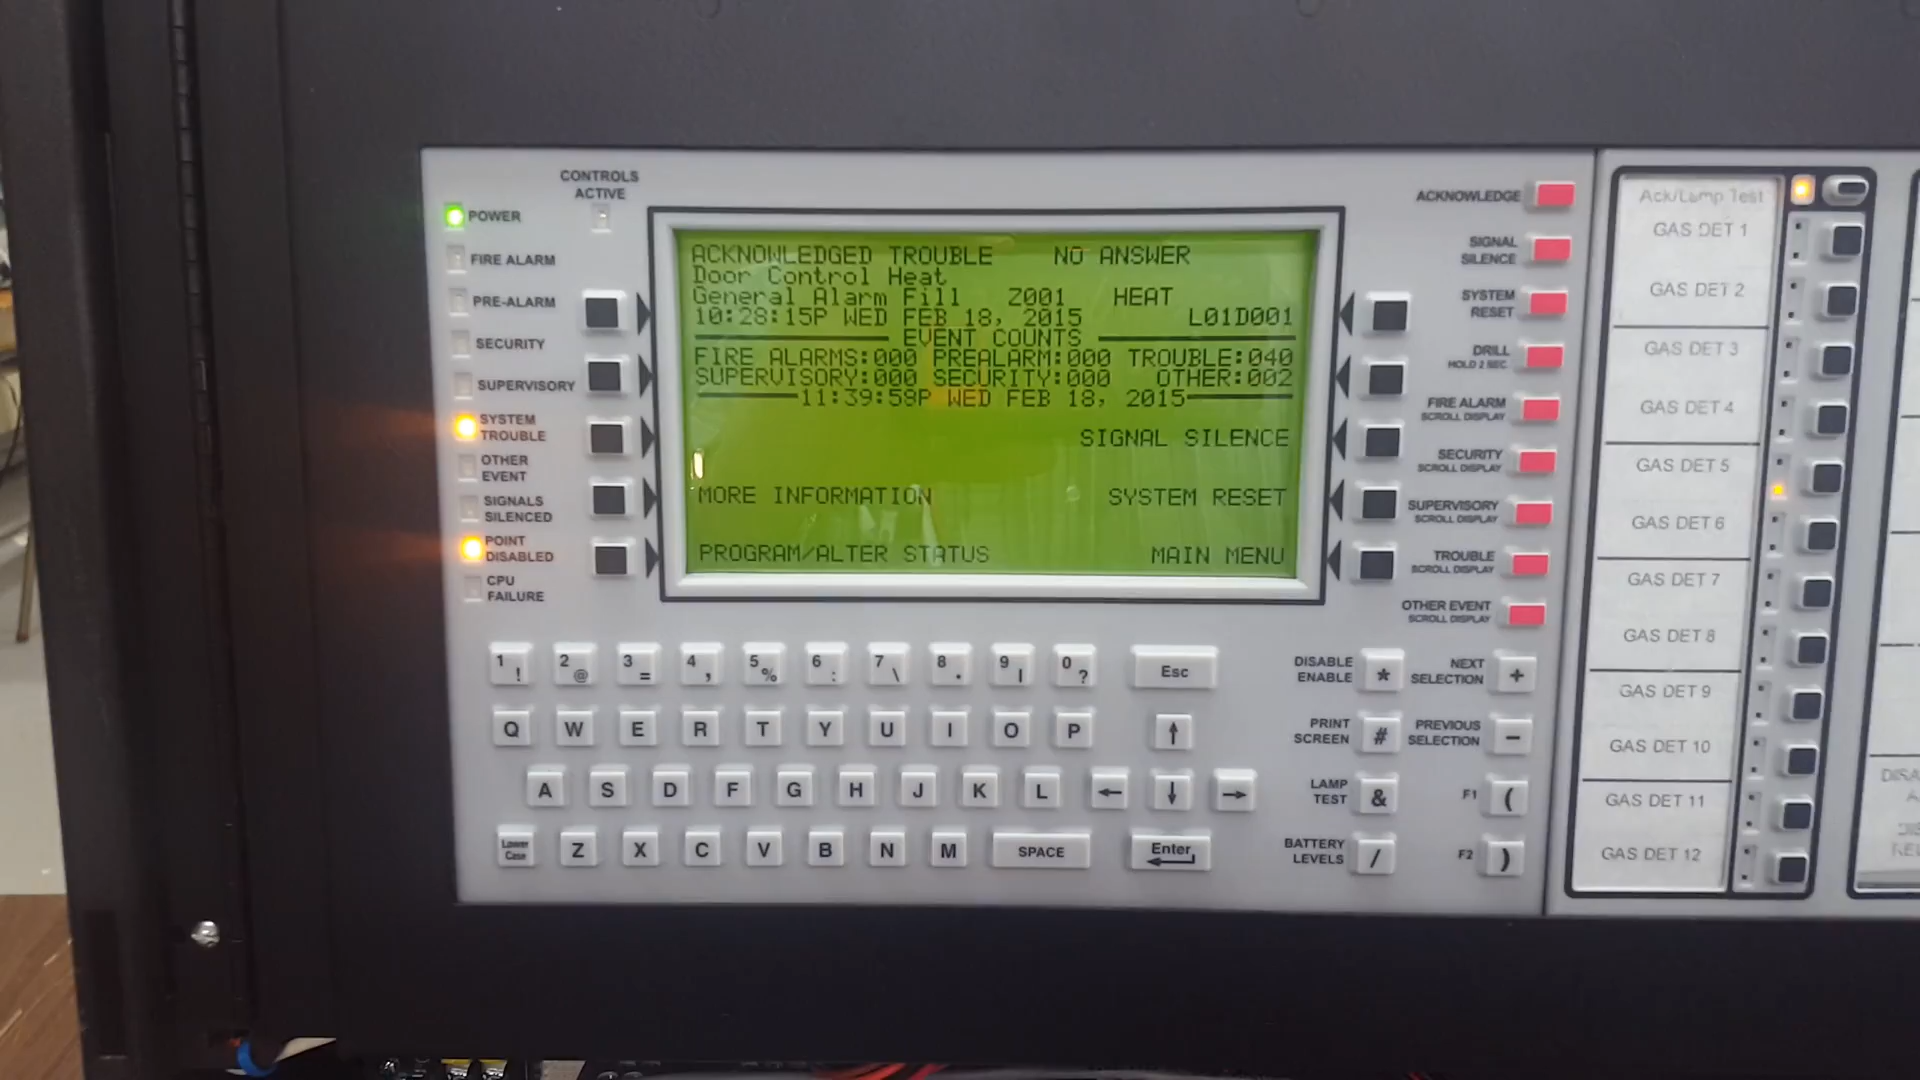 CONTROLS
ACTIVE
POWER
FIRE ALARM
PRE-ALARM
SECURITY
SUPERVISORY
SYSTEM
TROUBLE
OTHER
EVENT
SIGNALS
SILENCED
POINT
DISABLED
CPU
FAILURE
ACKNOWLEDGED TROUBLE NO ANSWER
Door Control Heat
General Alarm Fill Z001 HEAT
10:28:15P WED FEB 18, 2015 L01D001
EVENT COUNTS
FIRE ALARMS:000 PREALARM:000 TROUBLE:040
SUPERVISORY:000 SECURITY:000 OTHER:002
11:39:59P WED FEB 18, 2015
SIGNAL SILENCE
MORE INFORMATION SYSTEM RESET
PROGRAM/ALTER STATUS MAIN MENU
ACKNOWLEDGE
SIGNAL
SILENCE
SYSTEM
RESET
DRILL
HOLD 2 SEC.
FIRE ALARM
SCROLL DISPLAY
SECURITY
SCROLL DISPLAY
SUPERVISORY
SCROLL DISPLAY
TROUBLE
SCROLL DISPLAY
OTHER EVENT
SCROLL DISPLAY
1 ! 2 @ 3 = 4 , 5 % 6 : 7 \ 8 . 9 | 0 ? Esc
Q W E R T Y U I O P ↑
A S D F G H J K L ← ↓ →
Lower
Case
Z X C V B N M SPACE Enter
DISABLE
ENABLE
*
NEXT
SELECTION
+
PRINT
SCREEN
#
PREVIOUS
SELECTION
-
LAMP
TEST
&
F1 (
BATTERY
LEVELS
/
F2 )
Ack/Lamp Test
GAS DET 1
GAS DET 2
GAS DET 3
GAS DET 4
GAS DET 5
GAS DET 6
GAS DET 7
GAS DET 8
GAS DET 9
GAS DET 10
GAS DET 11
GAS DET 12